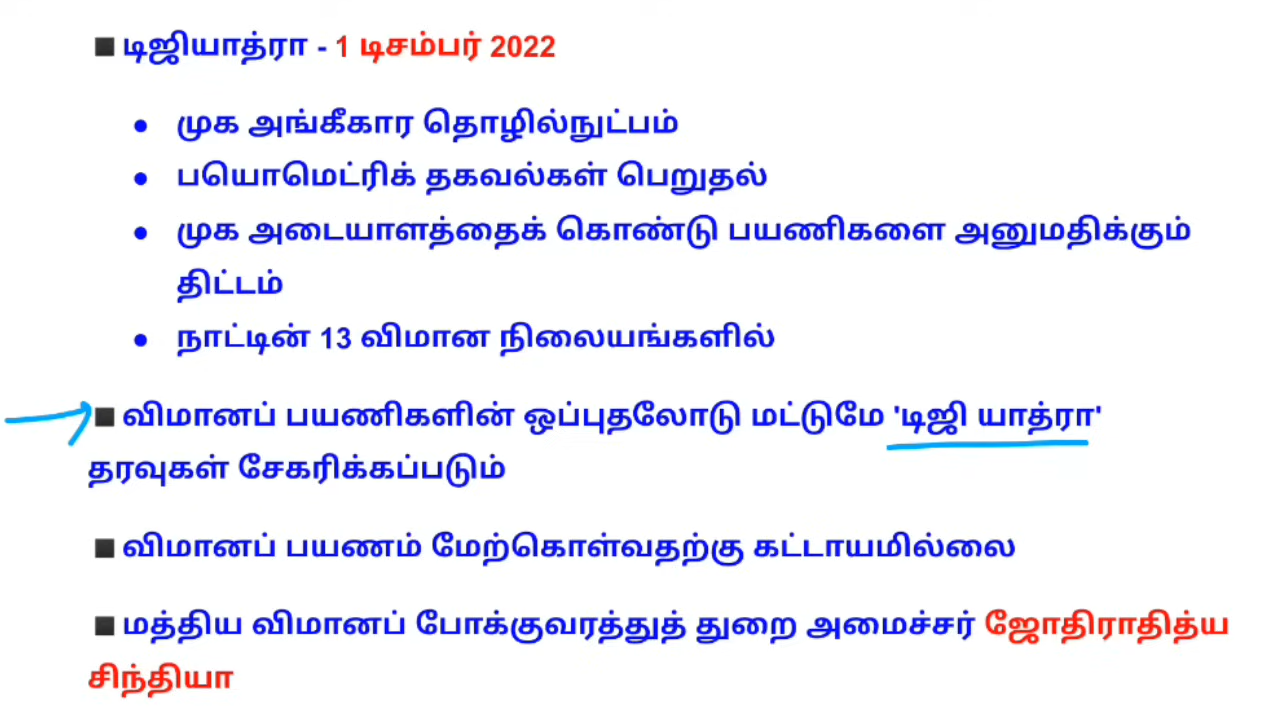 ◼டிஜியாத்ரா - 1 டிசம்பர் 2022
● முக அங்கீகார தொழில்நுட்பம்
● பயொமெட்ரிக் தகவல்கள் பெறுதல்
● முக அடையாளத்தைக் கொண்டு பயணிகளை அனுமதிக்கும்
திட்டம்
● நாட்டின் 13 விமான நிலையங்களில்
◼விமானப் பயணிகளின் ஒப்புதலோடு மட்டுமே 'டிஜி யாத்ரா'
தரவுகள் சேகரிக்கப்படும்
◼விமானப் பயணம் மேற்கொள்வதற்கு கட்டாயமில்லை
◼மத்திய விமானப் போக்குவரத்துத் துறை அமைச்சர் ஜோதிராதித்ய
சிந்தியா